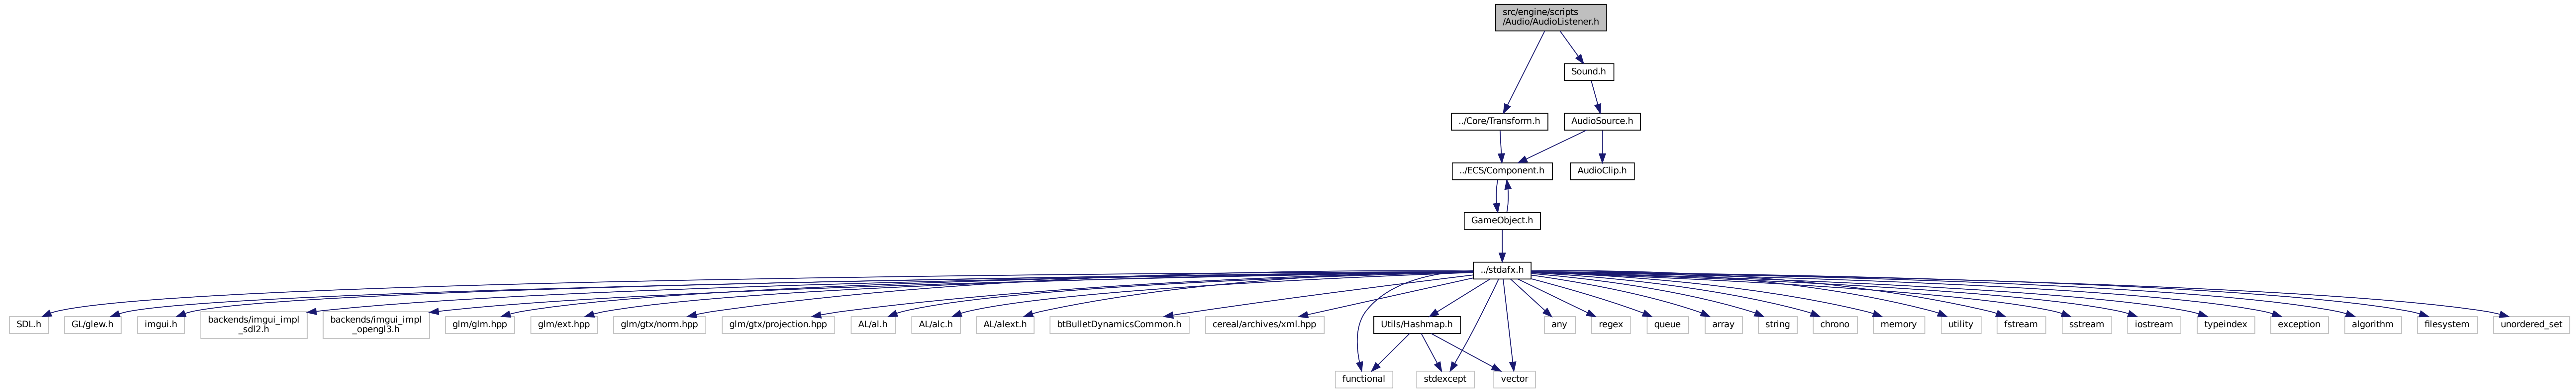 src/engine/scripts
/Audio/AudioListener.h
Sound.h
../Core/Transform.h
AudioSource.h
../ECS/Component.h
AudioClip.h
GameObject.h
../stdafx.h
SDL.h
GL/glew.h
imgui.h
backends/imgui_impl
_sdl2.h
backends/imgui_impl
_opengl3.h
glm/glm.hpp
glm/ext.hpp
glm/gtx/norm.hpp
glm/gtx/projection.hpp
AL/al.h
AL/alc.h
AL/alext.h
btBulletDynamicsCommon.h
cereal/archives/xml.hpp
Utils/Hashmap.h
any
regex
queue
array
string
chrono
memory
utility
fstream
sstream
iostream
typeindex
exception
algorithm
filesystem
unordered_set
functional
stdexcept
vector